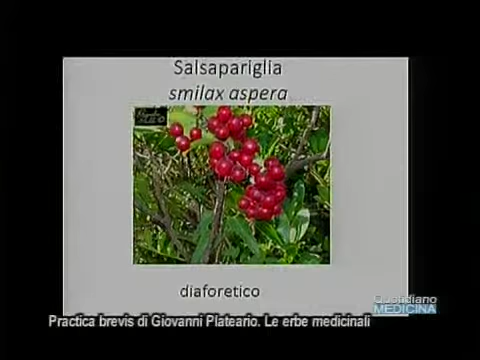 Salsapariglia
smilax aspera
diaforetico
Quotidiano
MEDICINA
Practica brevis di Giovanni Plateario. Le erbe medicinali